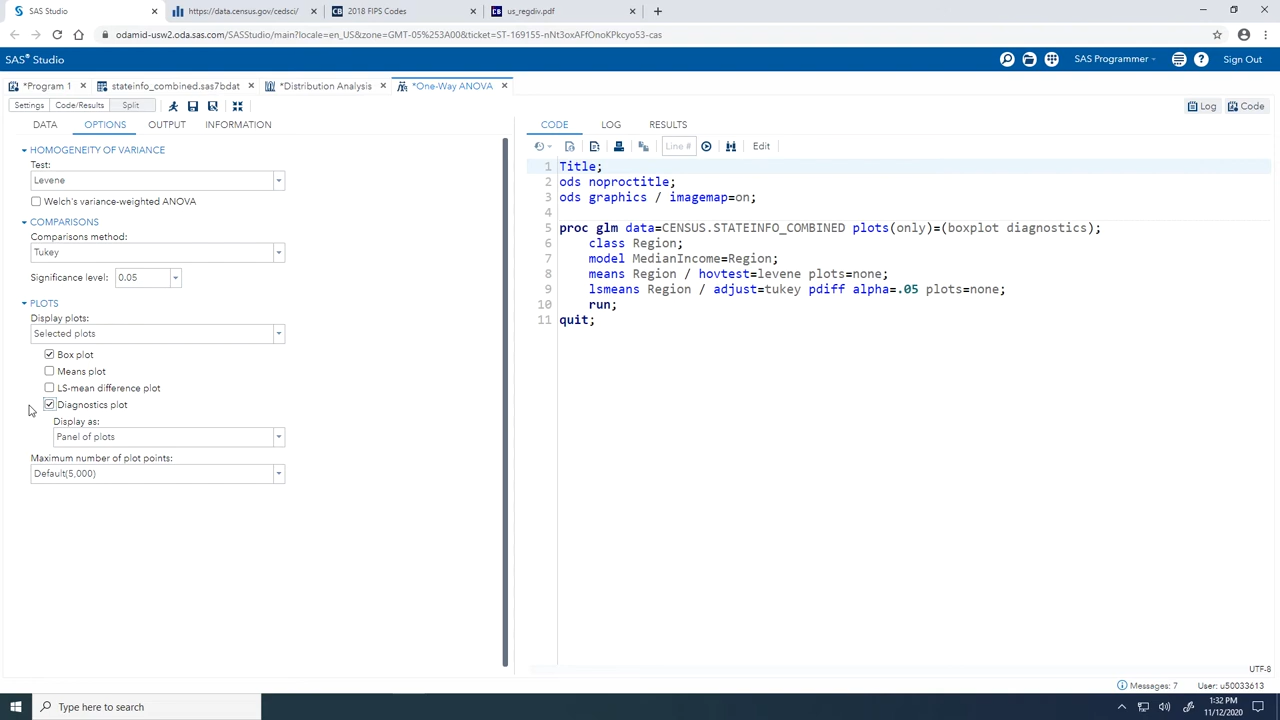 SAS Studio
https://data.census.gov/cedsci/
2018 FIPS Codes
us_regdiv.pdf
odamid-usw2.oda.sas.com/SASStudio/main?locale=en_US&zone=GMT-05%253A00&ticket=ST-169155-nNt3oxAFfOnoKPkcyo53-cas
SAS® Studio
SAS Programmer
Sign Out
*Program 1
stateinfo_combined.sas7bdat
*Distribution Analysis
*One-Way ANOVA
Settings
Code/Results
Split
Log
Code
DATA
OPTIONS
OUTPUT
INFORMATION
HOMOGENEITY OF VARIANCE
Test:
Levene
Welch's variance-weighted ANOVA
COMPARISONS
Comparisons method:
Tukey
Significance level:
0.05
PLOTS
Display plots:
Selected plots
Box plot
Means plot
LS-mean difference plot
Diagnostics plot
Display as:
Panel of plots
Maximum number of plot points:
Default(5,000)
CODE
LOG
RESULTS
Line #
Edit
1 Title;
2 ods noproctitle;
3 ods graphics / imagemap=on;
4
5 proc glm data=CENSUS.STATEINFO_COMBINED plots(only)=(boxplot diagnostics);
6 class Region;
7 model MedianIncome=Region;
8 means Region / hovtest=levene plots=none;
9 lsmeans Region / adjust=tukey pdiff alpha=.05 plots=none;
10 run;
11 quit;
UTF-8
Messages: 7
User: u50033613
Type here to search
1:32 PM
11/12/2020